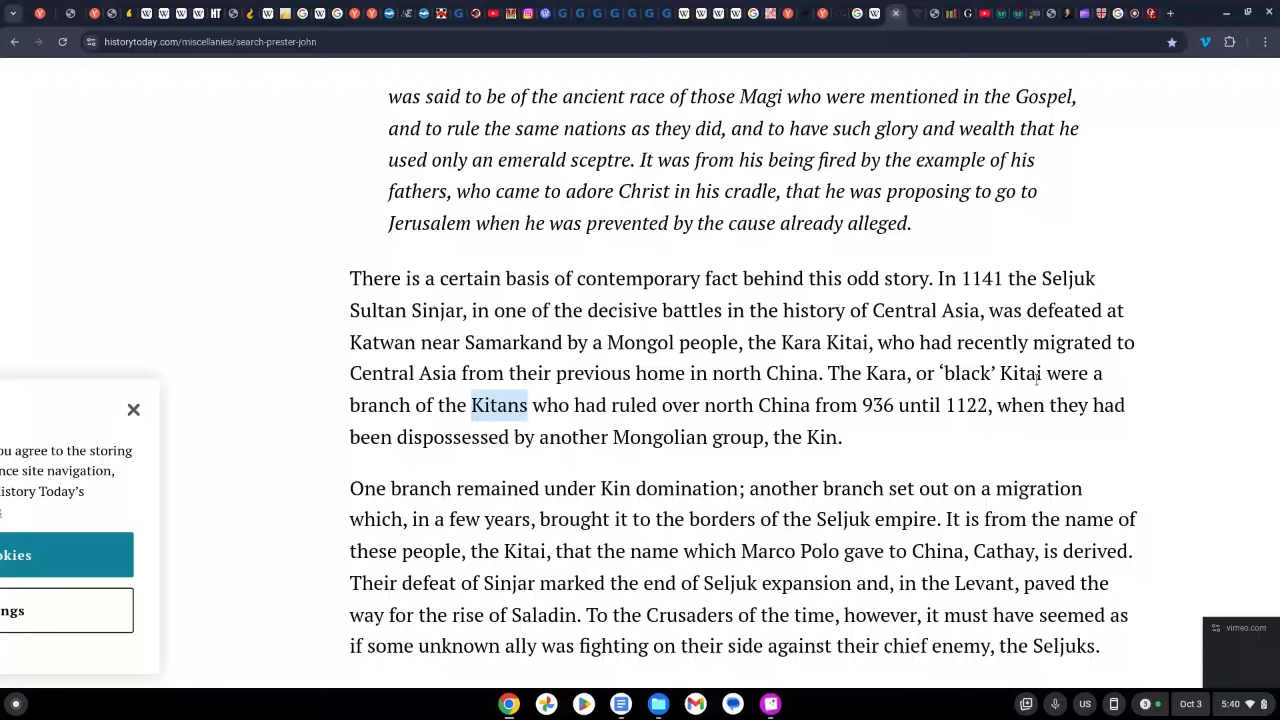 historytoday.com/miscellanies/search-prester-john
was said to be of the ancient race of those Magi who were mentioned in the Gospel,
and to rule the same nations as they did, and to have such glory and wealth that he
used only an emerald sceptre. It was from his being fired by the example of his
fathers, who came to adore Christ in his cradle, that he was proposing to go to
Jerusalem when he was prevented by the cause already alleged.
There is a certain basis of contemporary fact behind this odd story. In 1141 the Seljuk
Sultan Sinjar, in one of the decisive battles in the history of Central Asia, was defeated at
Katwan near Samarkand by a Mongol people, the Kara Kitai, who had recently migrated to
Central Asia from their previous home in north China. The Kara, or ‘black’ Kitai were a
branch of the Kitans who had ruled over north China from 936 until 1122, when they had
been dispossessed by another Mongolian group, the Kin.
One branch remained under Kin domination; another branch set out on a migration
which, in a few years, brought it to the borders of the Seljuk empire. It is from the name of
these people, the Kitai, that the name which Marco Polo gave to China, Cathay, is derived.
Their defeat of Sinjar marked the end of Seljuk expansion and, in the Levant, paved the
way for the rise of Saladin. To the Crusaders of the time, however, it must have seemed as
if some unknown ally was fighting on their side against their chief enemy, the Seljuks.
ou agree to the storing
nce site navigation,
istory Today’s
okies
ngs
vimeo.com
US
3
Oct 3
5:40